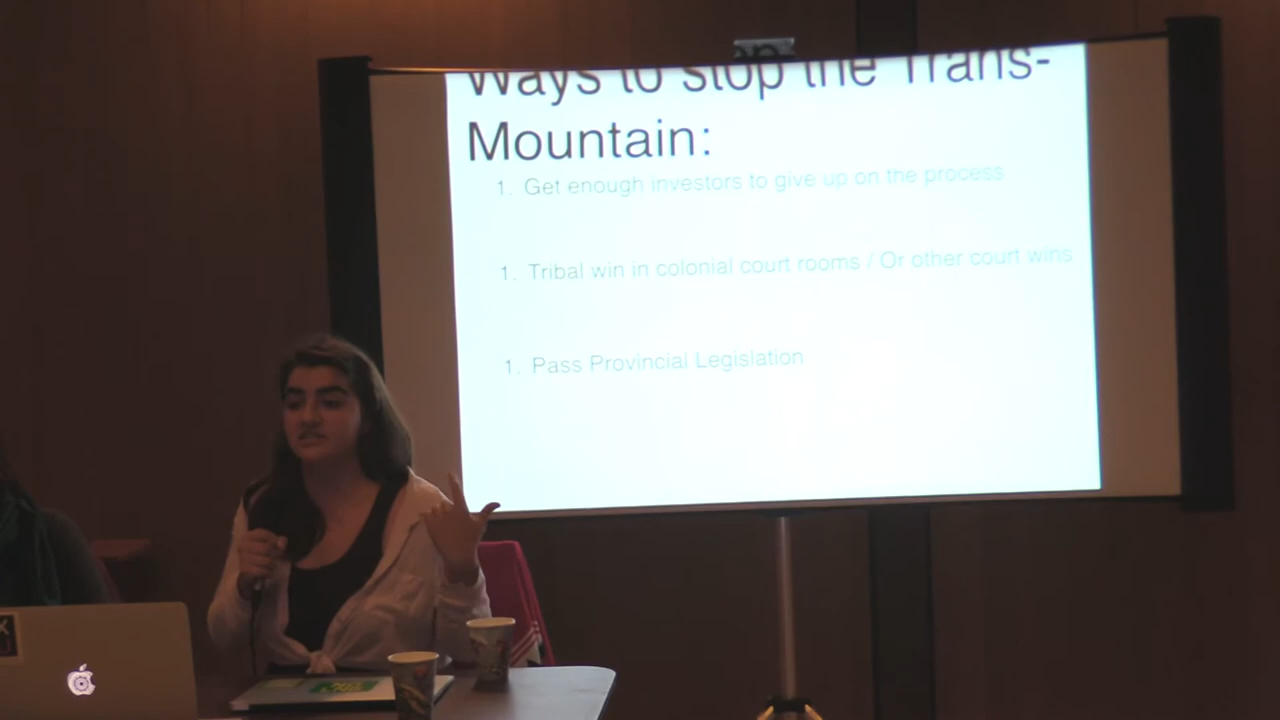 Ways to stop the Trans-
Mountain:
1. Get enough investors to give up on the process
1. Tribal win in colonial court rooms / Or other court wins
1. Pass Provincial Legislation